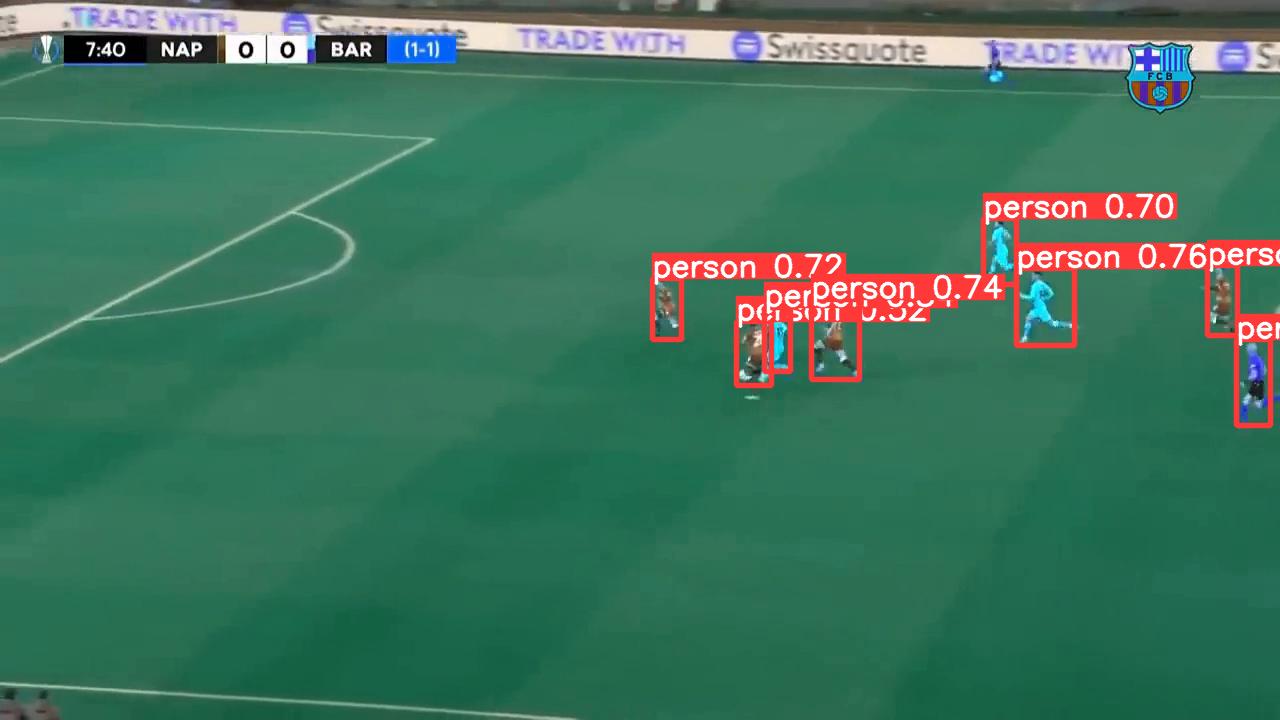 TRADE WITH Swissquote TRADE WITH Swissquote TRADE WITH
7:40 NAP 0 0 BAR (1-1)
FCB
person 0.70
person 0.76
person 0.72
person 0.74